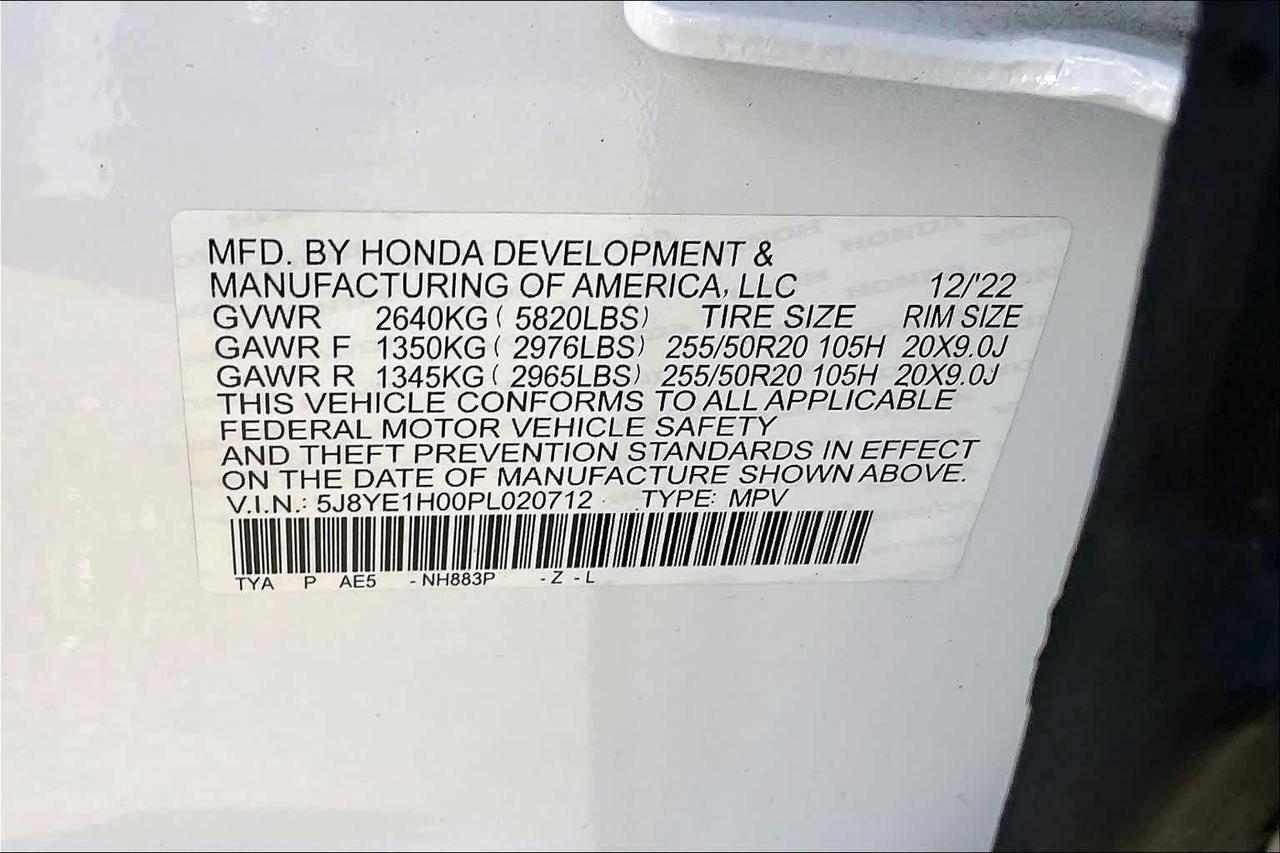 MFD. BY HONDA DEVELOPMENT &
MANUFACTURING OF AMERICA, LLC 12/'22
GVWR 2640KG ( 5820LBS) TIRE SIZE RIM SIZE
GAWR F 1350KG ( 2976LBS) 255/50R20 105H 20X9.0J
GAWR R 1345KG ( 2965LBS) 255/50R20 105H 20X9.0J
THIS VEHICLE CONFORMS TO ALL APPLICABLE
FEDERAL MOTOR VEHICLE SAFETY
AND THEFT PREVENTION STANDARDS IN EFFECT
ON THE DATE OF MANUFACTURE SHOWN ABOVE.
V.I.N.: 5J8YE1H00PL020712 TYPE: MPV
TYA P AE5 -NH883P -Z -L